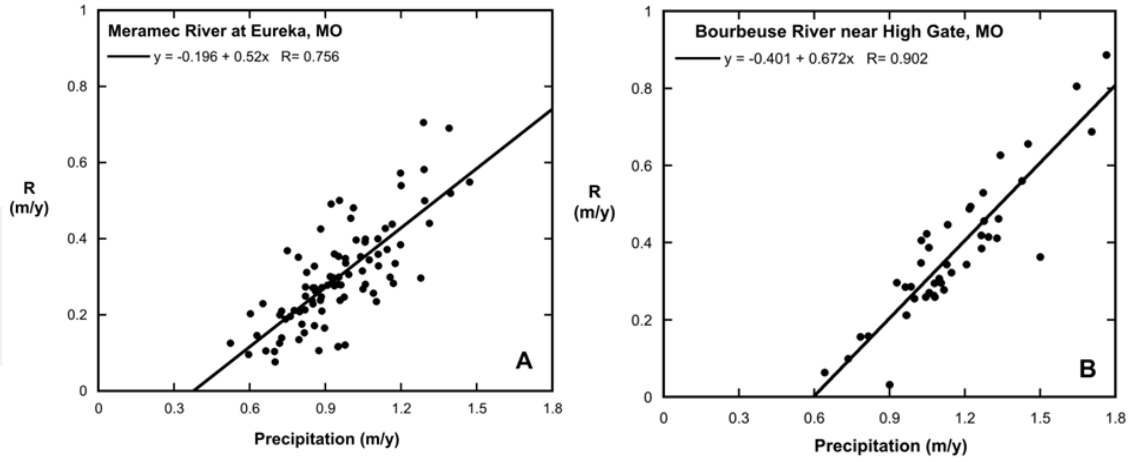 Meramec River at Eureka, MO
y = -0.196 + 0.52x R= 0.756
1
0.8
0.6
0.4
0.2
0
R
(m/y)
A
0 0.3 0.6 0.9 1.2 1.5 1.8
Precipitation (m/y)
Bourbeuse River near High Gate, MO
y = -0.401 + 0.672x R= 0.902
1
0.8
0.6
0.4
0.2
0
R
(m/y)
B
0 0.3 0.6 0.9 1.2 1.5 1.8
Precipitation (m/y)